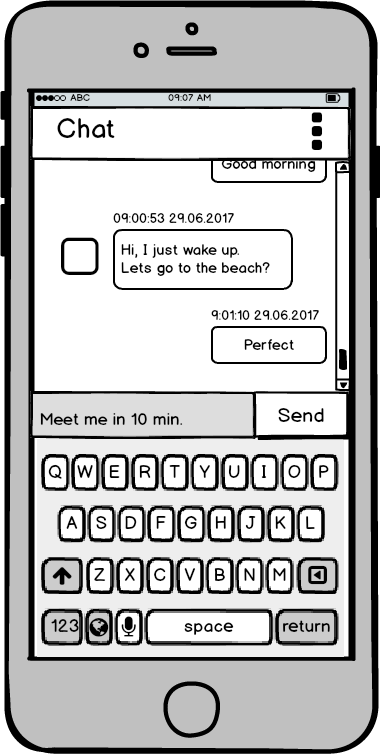 ABC 09:07 AM
Chat
Good morning
09:00:53 29.06.2017
Hi, I just wake up.
Lets go to the beach?
9:01:10 29.06.2017
Perfect
Meet me in 10 min.
Send
Q W E R T Y U I O P
A S D F G H J K L
Z X C V B N M
123 space return